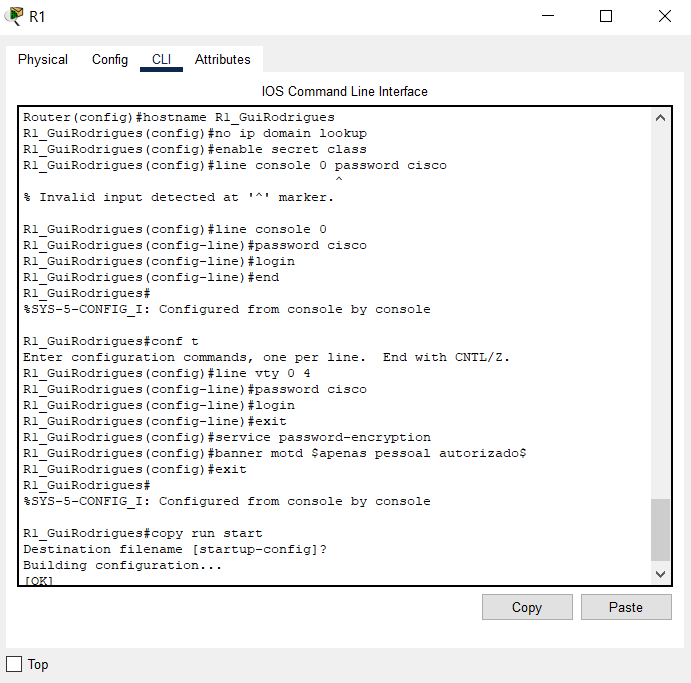 R1
Physical Config CLI Attributes
IOS Command Line Interface
Router(config)#hostname R1_GuiRodrigues
R1_GuiRodrigues(config)#no ip domain lookup
R1_GuiRodrigues(config)#enable secret class
R1_GuiRodrigues(config)#line console 0 password cisco
^
% Invalid input detected at '^' marker.
R1_GuiRodrigues(config)#line console 0
R1_GuiRodrigues(config-line)#password cisco
R1_GuiRodrigues(config-line)#login
R1_GuiRodrigues(config-line)#end
R1_GuiRodrigues#
%SYS-5-CONFIG_I: Configured from console by console
R1_GuiRodrigues#conf t
Enter configuration commands, one per line.  End with CNTL/Z.
R1_GuiRodrigues(config)#line vty 0 4
R1_GuiRodrigues(config-line)#password cisco
R1_GuiRodrigues(config-line)#login
R1_GuiRodrigues(config-line)#exit
R1_GuiRodrigues(config)#service password-encryption
R1_GuiRodrigues(config)#banner motd $apenas pessoal autorizado$
R1_GuiRodrigues(config)#exit
R1_GuiRodrigues#
%SYS-5-CONFIG_I: Configured from console by console
R1_GuiRodrigues#copy run start
Destination filename [startup-config]?
Building configuration...
[OK]
Copy Paste
Top